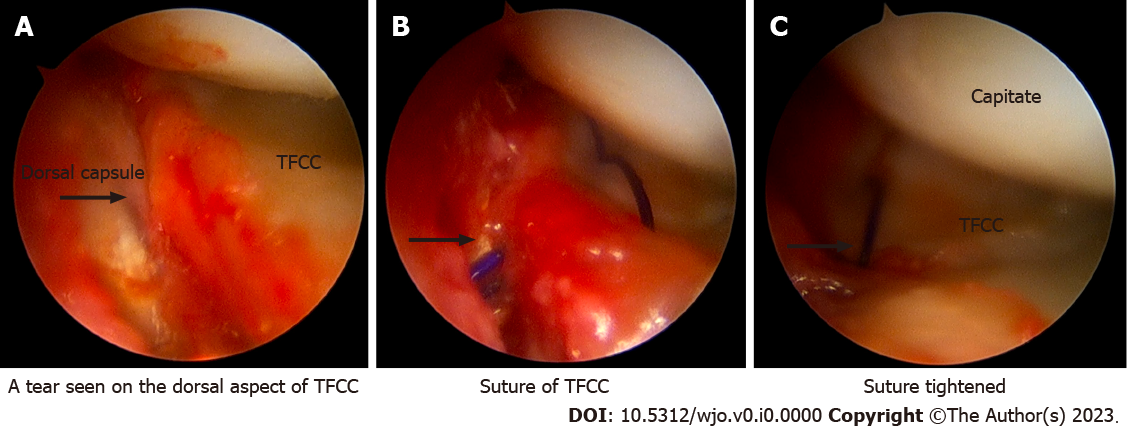 A
B
C
Capitate
Dorsal capsule
TFCC
TFCC
A tear seen on the dorsal aspect of TFCC
Suture of TFCC
Suture tightened
DOI: 10.5312/wjo.v0.i0.0000 Copyright ©The Author(s) 2023.